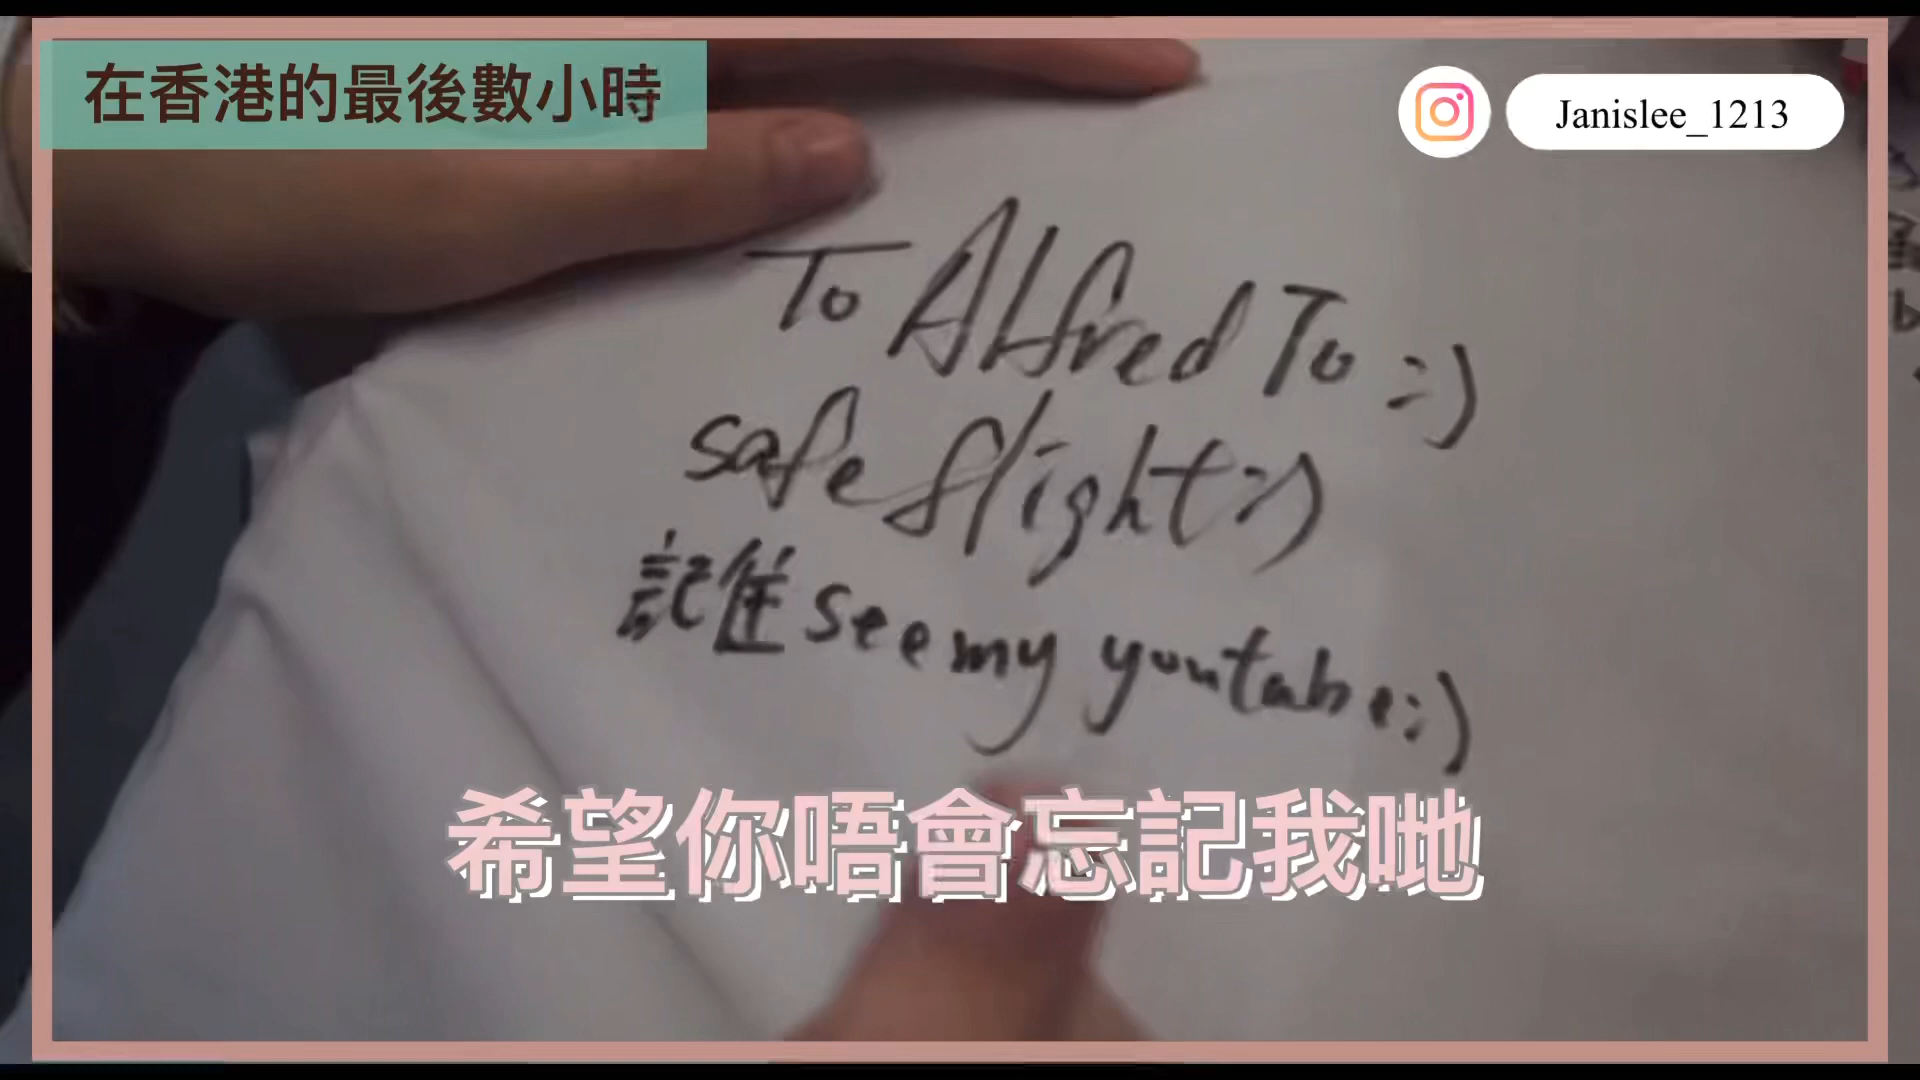 在香港的最後數小時
Janislee_1213
To Alfred To :)
safe flight :)
記住 see my youtube :)
希望你唔會忘記我哋